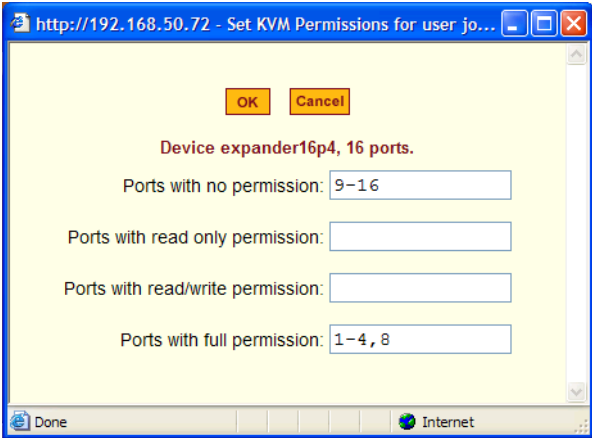 http://192.168.50.72 - Set KVM Permissions for user jo...
OK Cancel
Device expander16p4, 16 ports.
Ports with no permission: 9-16
Ports with read only permission:
Ports with read/write permission:
Ports with full permission: 1-4,8
Done Internet